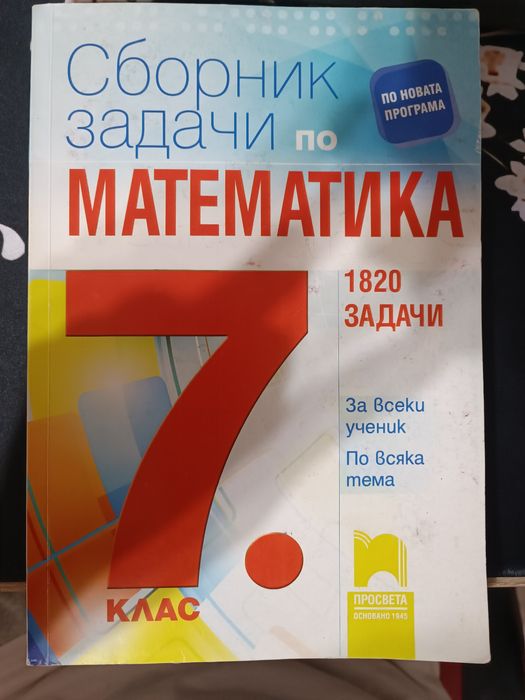 Сборник
задачи по
ПО НОВАТА
ПРОГРАМА
МАТЕМАТИКА
7.
КЛАС
1820
ЗАДАЧИ
За всеки
ученик
По всяка
тема
ПРОСВЕТА
ОСНОВАНО 1945